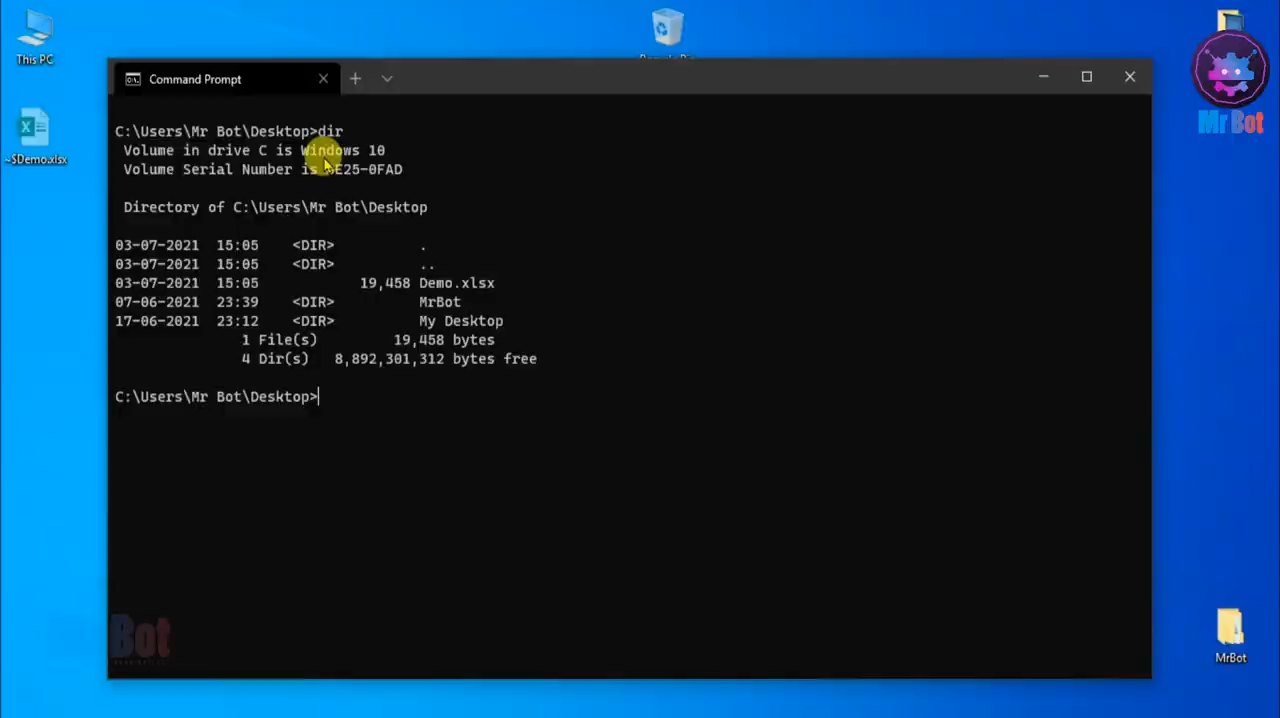 This PC
~$Demo.xlsx
Command Prompt
Mr Bot
C:\Users\Mr Bot\Desktop>dir
Volume in drive C is Windows 10
Volume Serial Number is E25-0FAD
Directory of C:\Users\Mr Bot\Desktop
03-07-2021 15:05 <DIR> .
03-07-2021 15:05 <DIR> ..
03-07-2021 15:05 19,458 Demo.xlsx
07-06-2021 23:39 <DIR> MrBot
17-06-2021 23:12 <DIR> My Desktop
1 File(s) 19,458 bytes
4 Dir(s) 8,892,301,312 bytes free
C:\Users\Mr Bot\Desktop>
Bot
MrBot